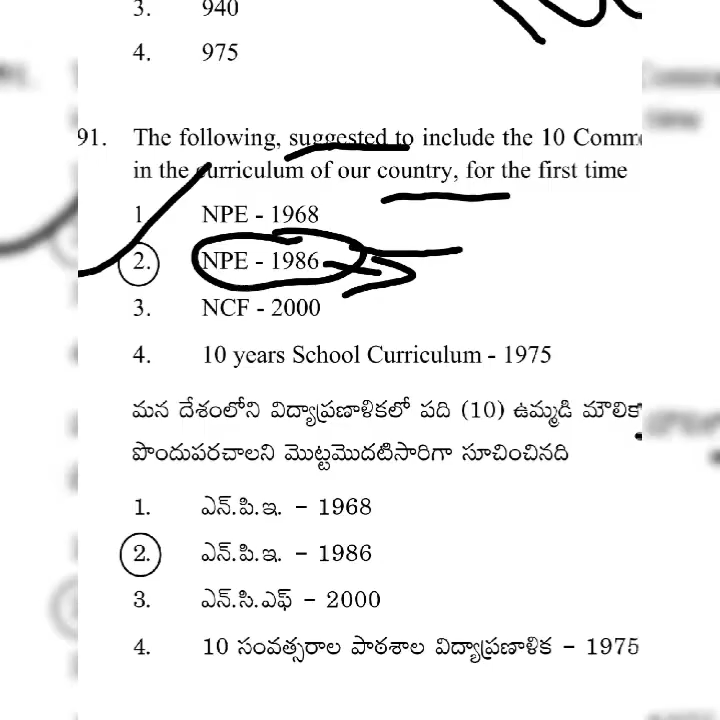 3. 940
4. 975
91. The following, suggested to include the 10
in the curriculum of our country, for the first time
1. NPE - 1968
2. NPE - 1986
3. NCF - 2000
4. 10 years School Curriculum - 1975
మన దేశంలోని విద్యాప్రణాళికలో పది (10) ఉమ్మడి
పొందుపరచాలని మొట్టమొదటిసారిగా సూచించినది
1. ఎన్.పి.ఇ. - 1968
2. ఎన్.పి.ఇ. - 1986
3. ఎన్.సి.ఎఫ్ - 2000
4. 10 సంవత్సరాల పాఠశాల విద్యాప్రణాళిక - 1975